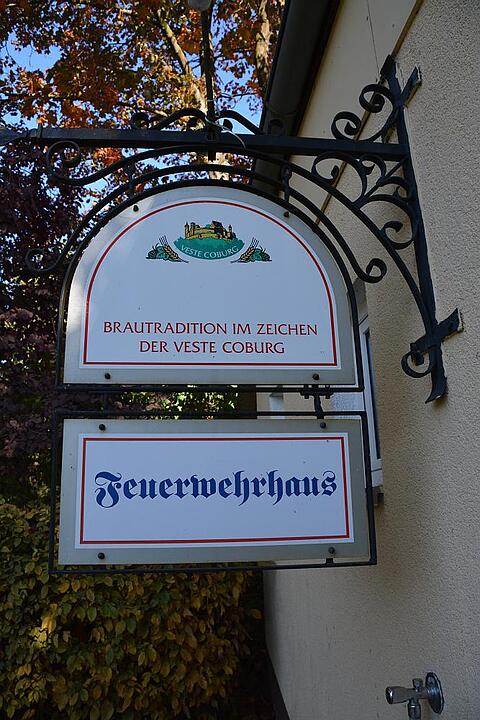 VESTE COBURG
BRAUTRADITION IM ZEICHEN
DER VESTE COBURG
Feuerwehrhaus